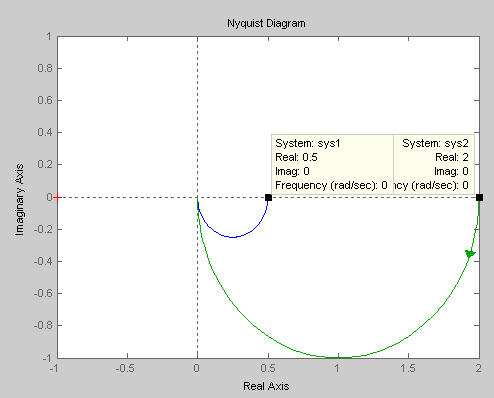 Nyquist Diagram
1
0.8
0.6
0.4
0.2
0
-0.2
-0.4
-0.6
-0.8
-1
Imaginary Axis
System: sys1
Real: 0.5
Imag: 0
Frequency (rad/sec): 0
System: sys2
Real: 2
Imag: 0
ncy (rad/sec): 0
-1 -0.5 0 0.5 1 1.5 2
Real Axis